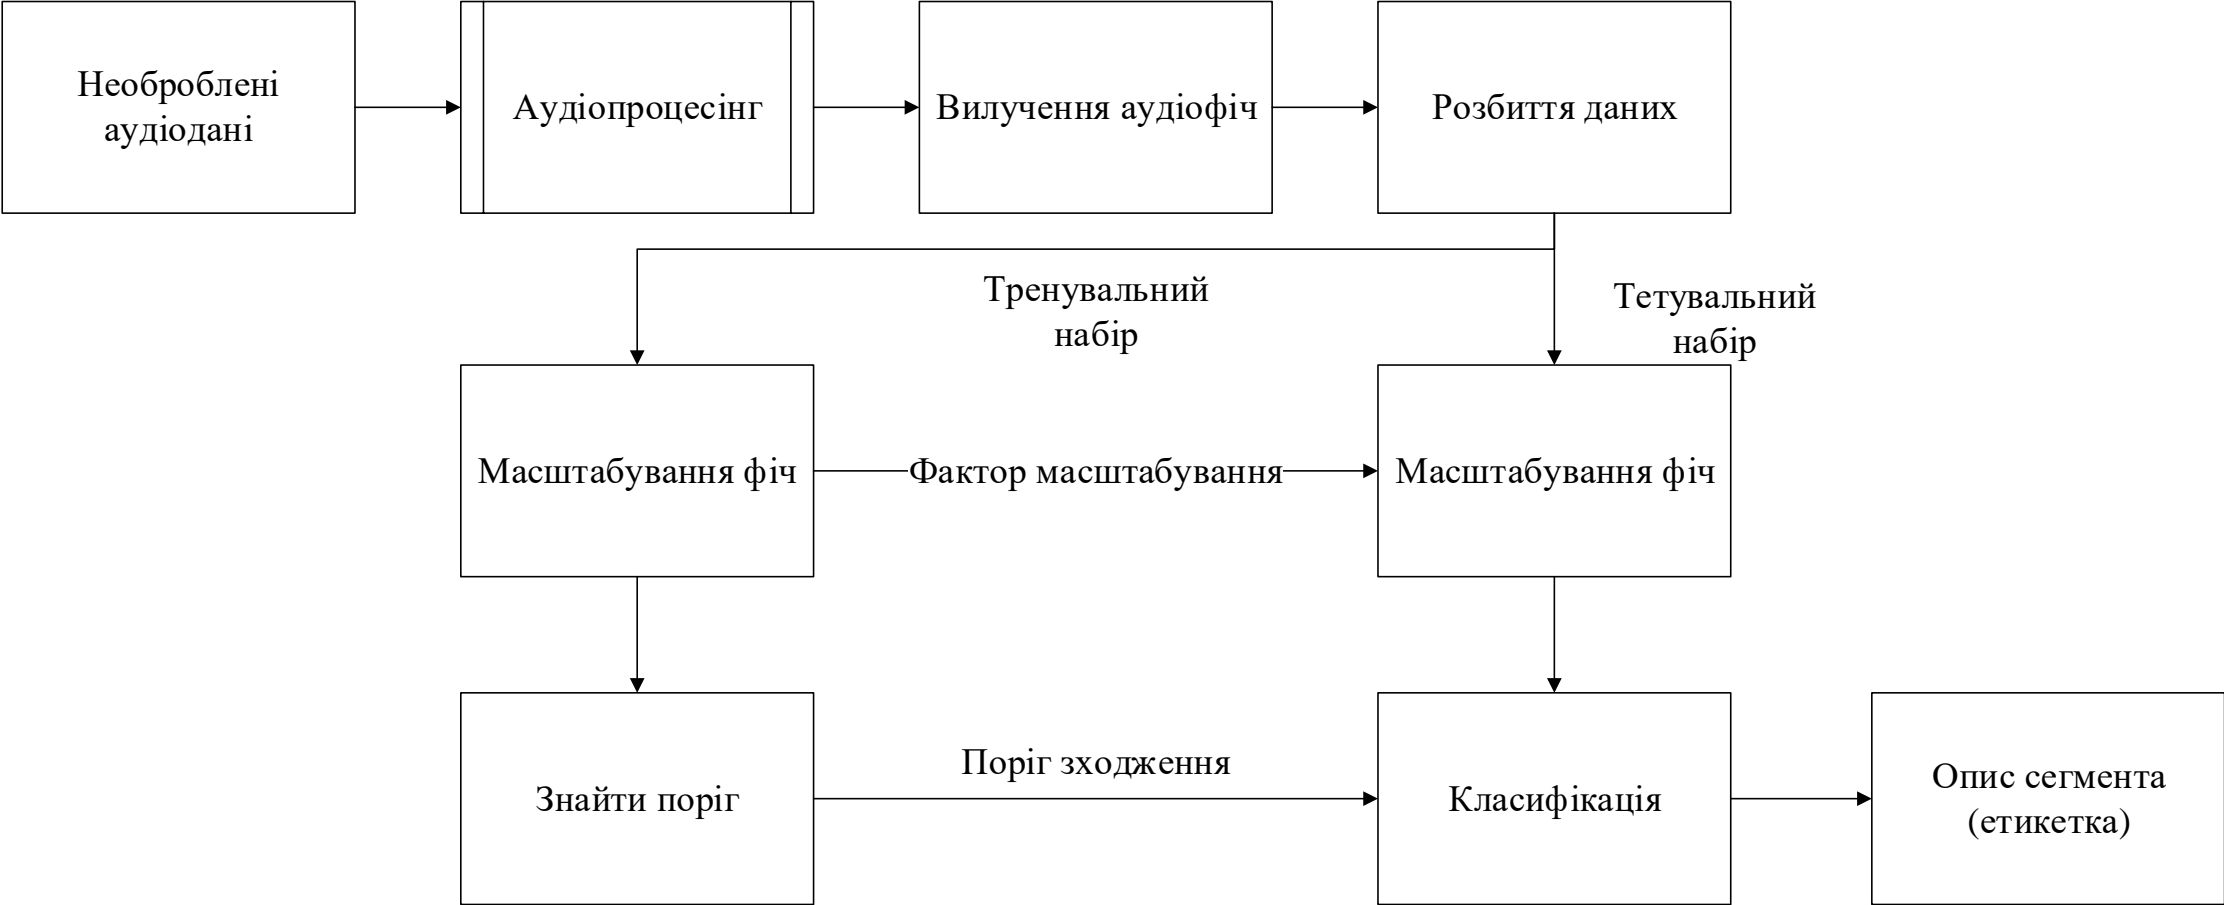 Необроблені
аудіодані
Аудіопроцесінг
Вилучення аудіофіч
Розбиття даних
Тренувальний
набір
Тетувальний
набір
Масштабування фіч
Фактор масштабування
Масштабування фіч
Знайти поріг
Поріг зходження
Класифікація
Опис сегмента
(етикетка)